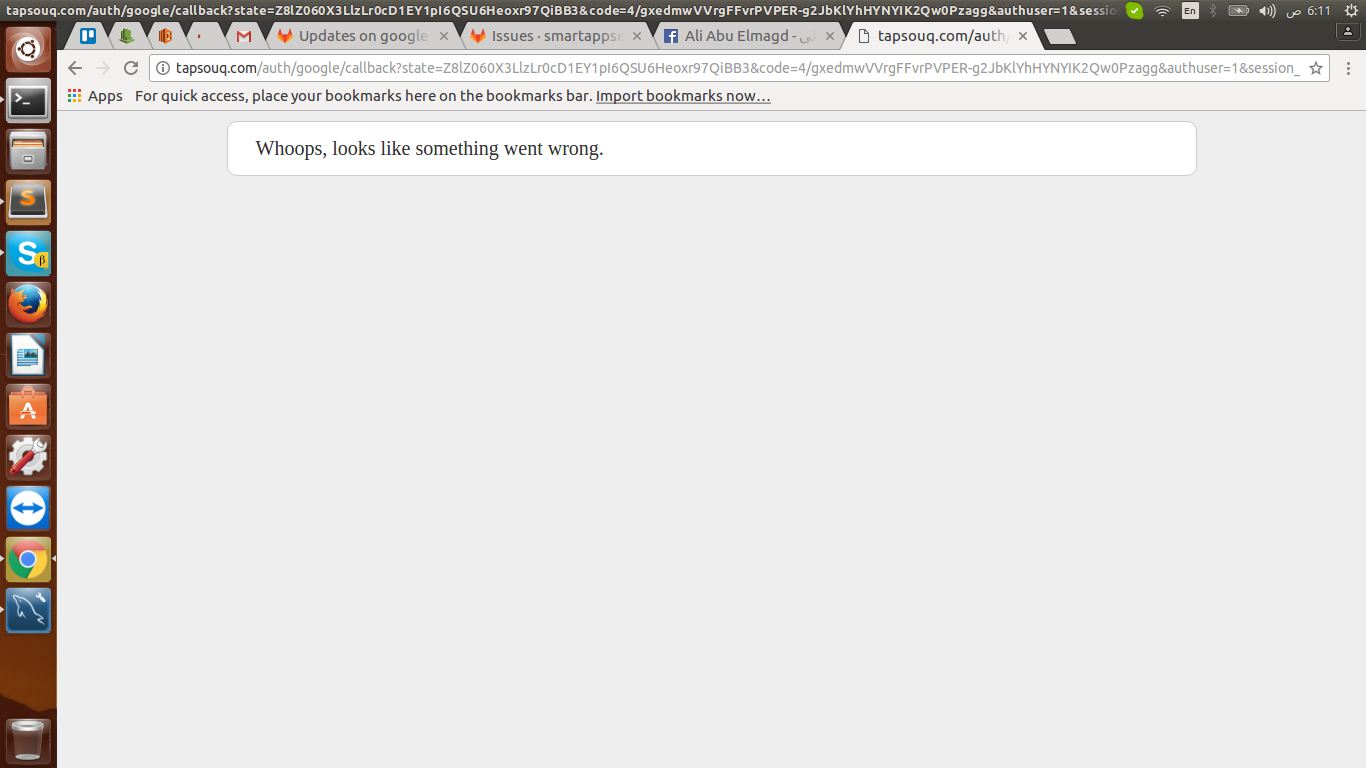 tapsouq.com/auth/google/callback?state=Z8lZ060X3LlzLr0cD1EY1pI6QSU6Heoxr97QiBB3&code=4/gxedmwVVrgFFvrPVPER-g2JbKlYhHYNYIK2Qw0Pzagg&authuser=1&sessio
En
6:11 ص
Updates on google
Issues · smartappse
Ali Abu Elmagd -
tapsouq.com/auth/
tapsouq.com/auth/google/callback?state=Z8lZ060X3LlzLr0cD1EY1pI6QSU6Heoxr97QiBB3&code=4/gxedmwVVrgFFvrPVPER-g2JbKlYhHYNYIK2Qw0Pzagg&authuser=1&session_
Apps
For quick access, place your bookmarks here on the bookmarks bar. Import bookmarks now...
Whoops, looks like something went wrong.